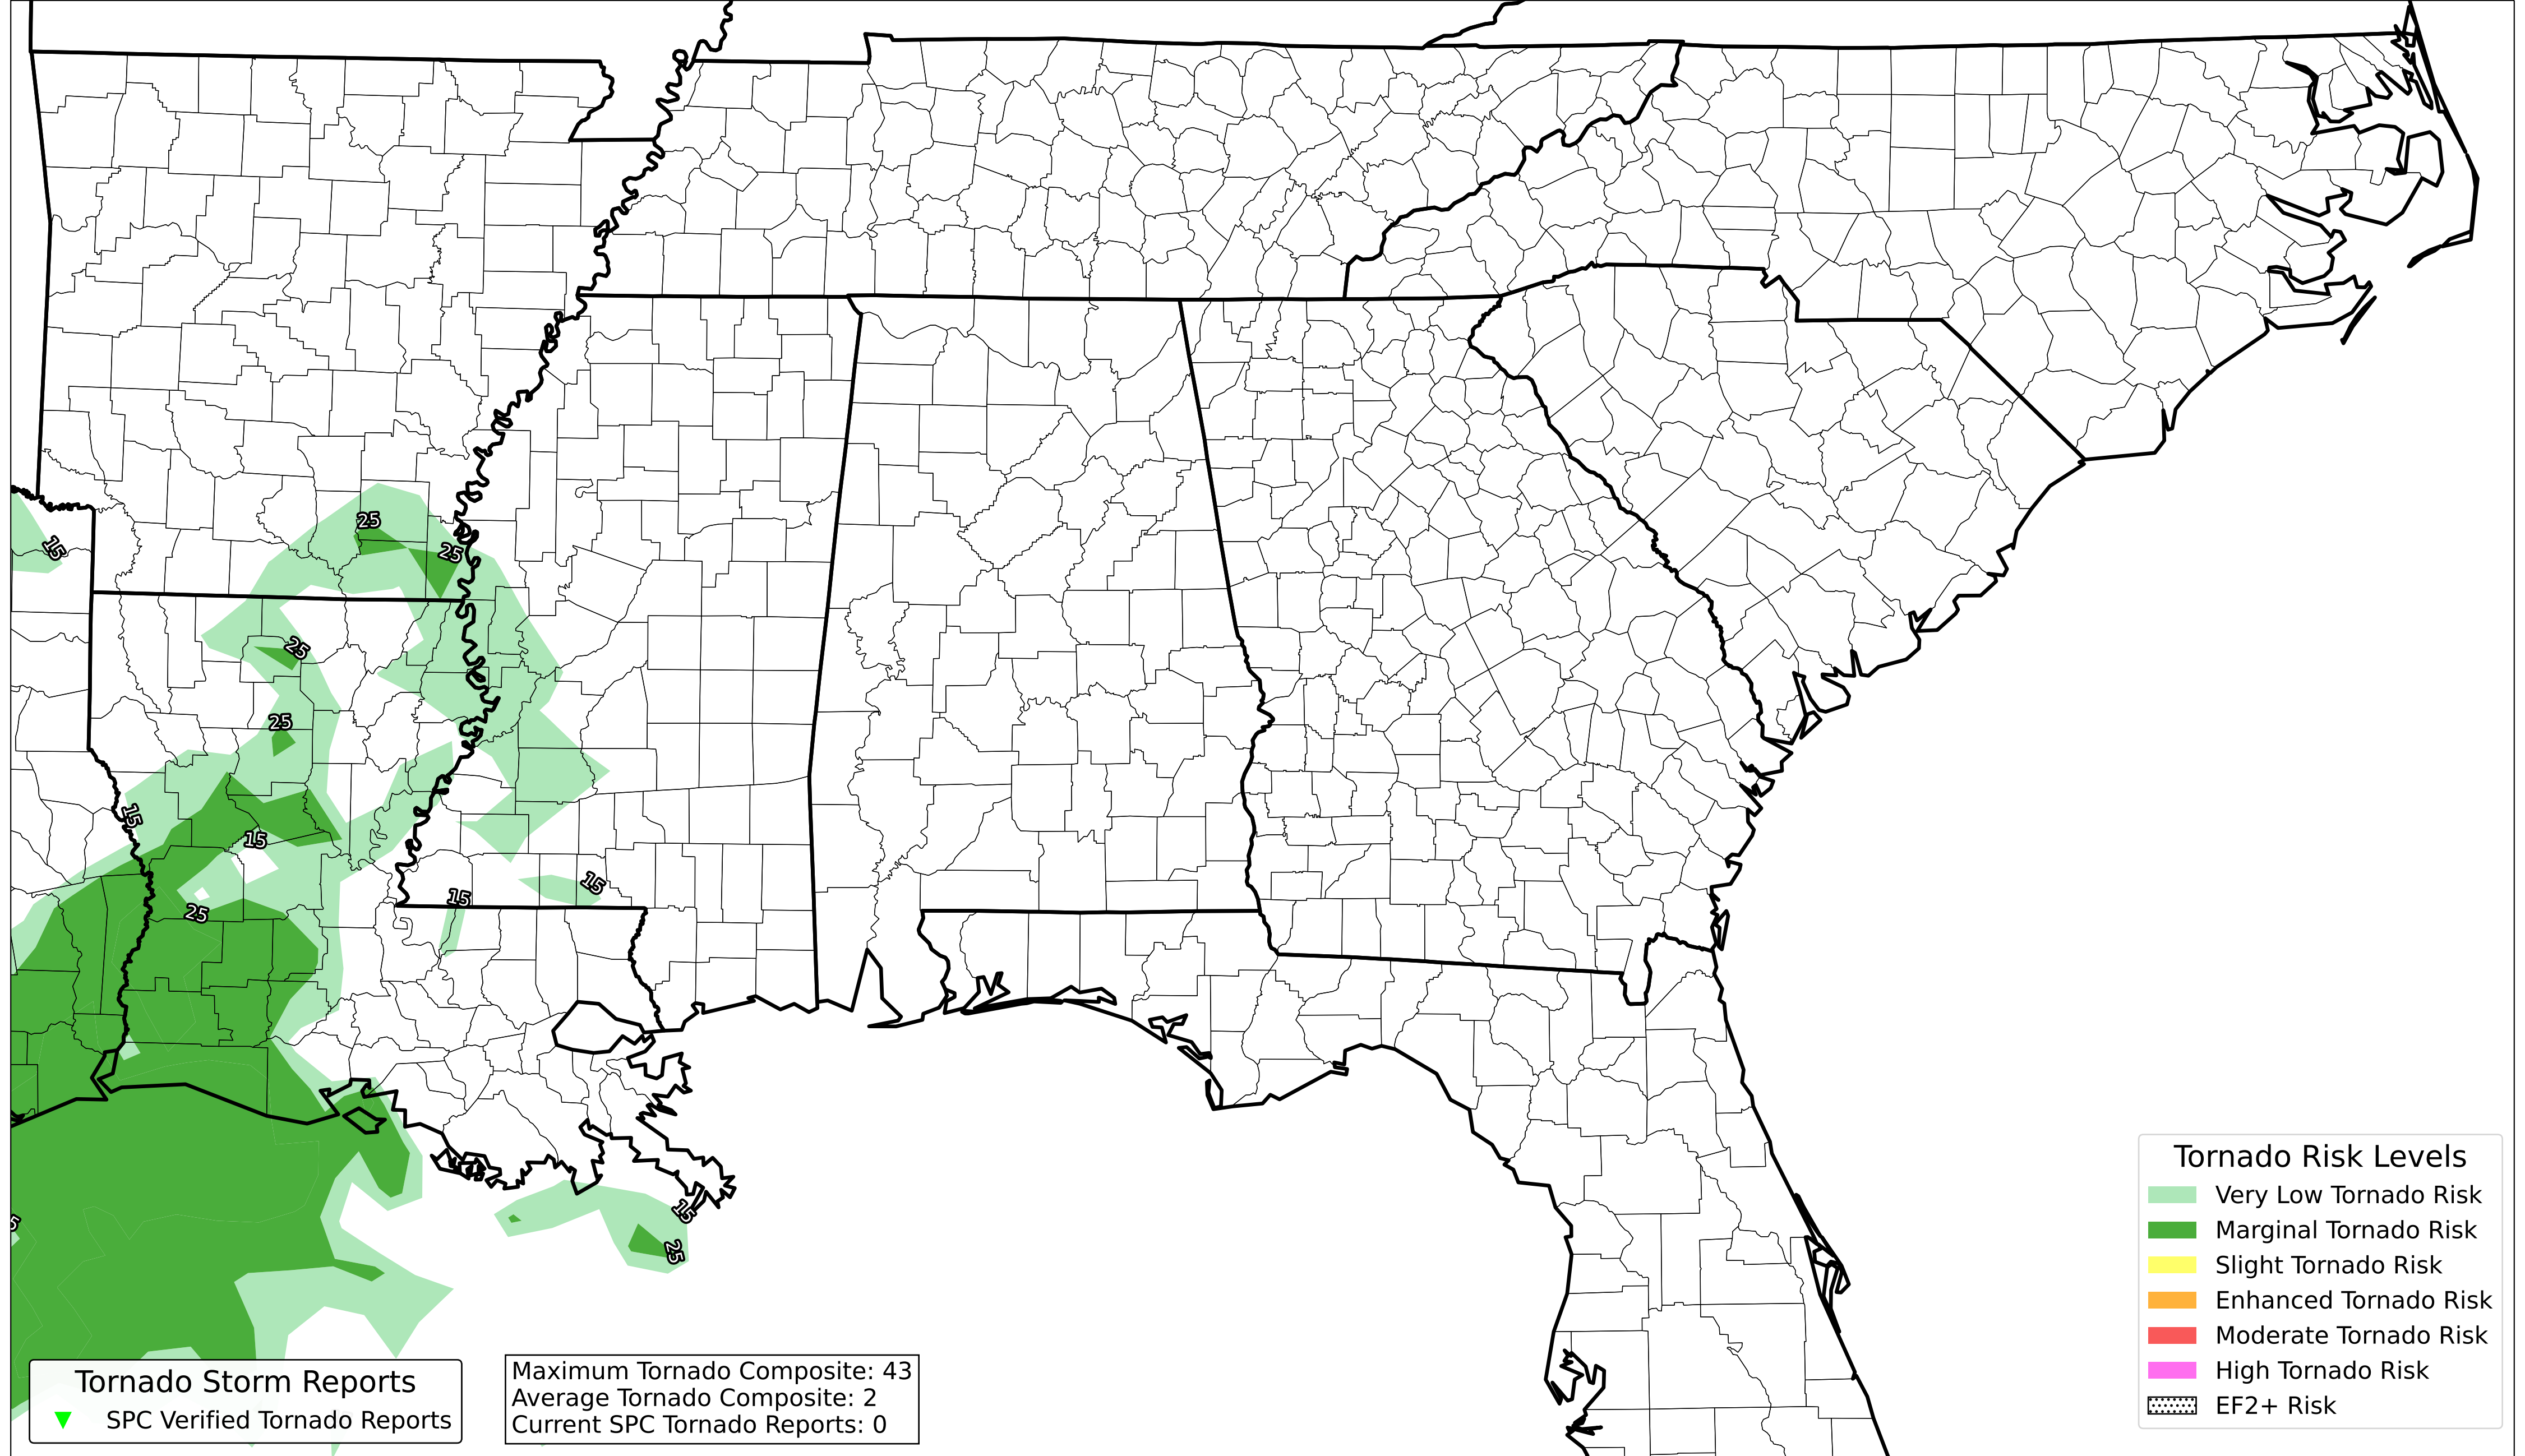 25
25
15
25
25
15
15
25
15
15
15
25
5
Tornado Storm Reports
SPC Verified Tornado Reports
Maximum Tornado Composite: 43
Average Tornado Composite: 2
Current SPC Tornado Reports: 0
Tornado Risk Levels
Very Low Tornado Risk
Marginal Tornado Risk
Slight Tornado Risk
Enhanced Tornado Risk
Moderate Tornado Risk
High Tornado Risk
EF2+ Risk